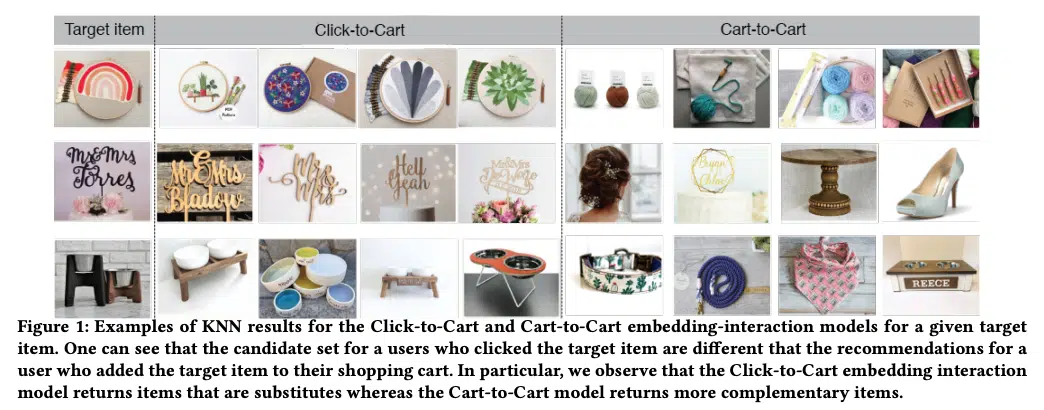 Target item
Click-to-Cart
Cart-to-Cart
Mr&Mrs
Torres
Mr&Mrs
Bladow
Mr&
Mrs
Hell
Yeah
REECE
Figure 1: Examples of KNN results for the Click-to-Cart and Cart-to-Cart embedding-interaction models for a given target
item. One can see that the candidate set for a users who clicked the target item are different that the recommendations for a
user who added the target item to their shopping cart. In particular, we observe that the Click-to-Cart embedding interaction
model returns items that are substitutes whereas the Cart-to-Cart model returns more complementary items.